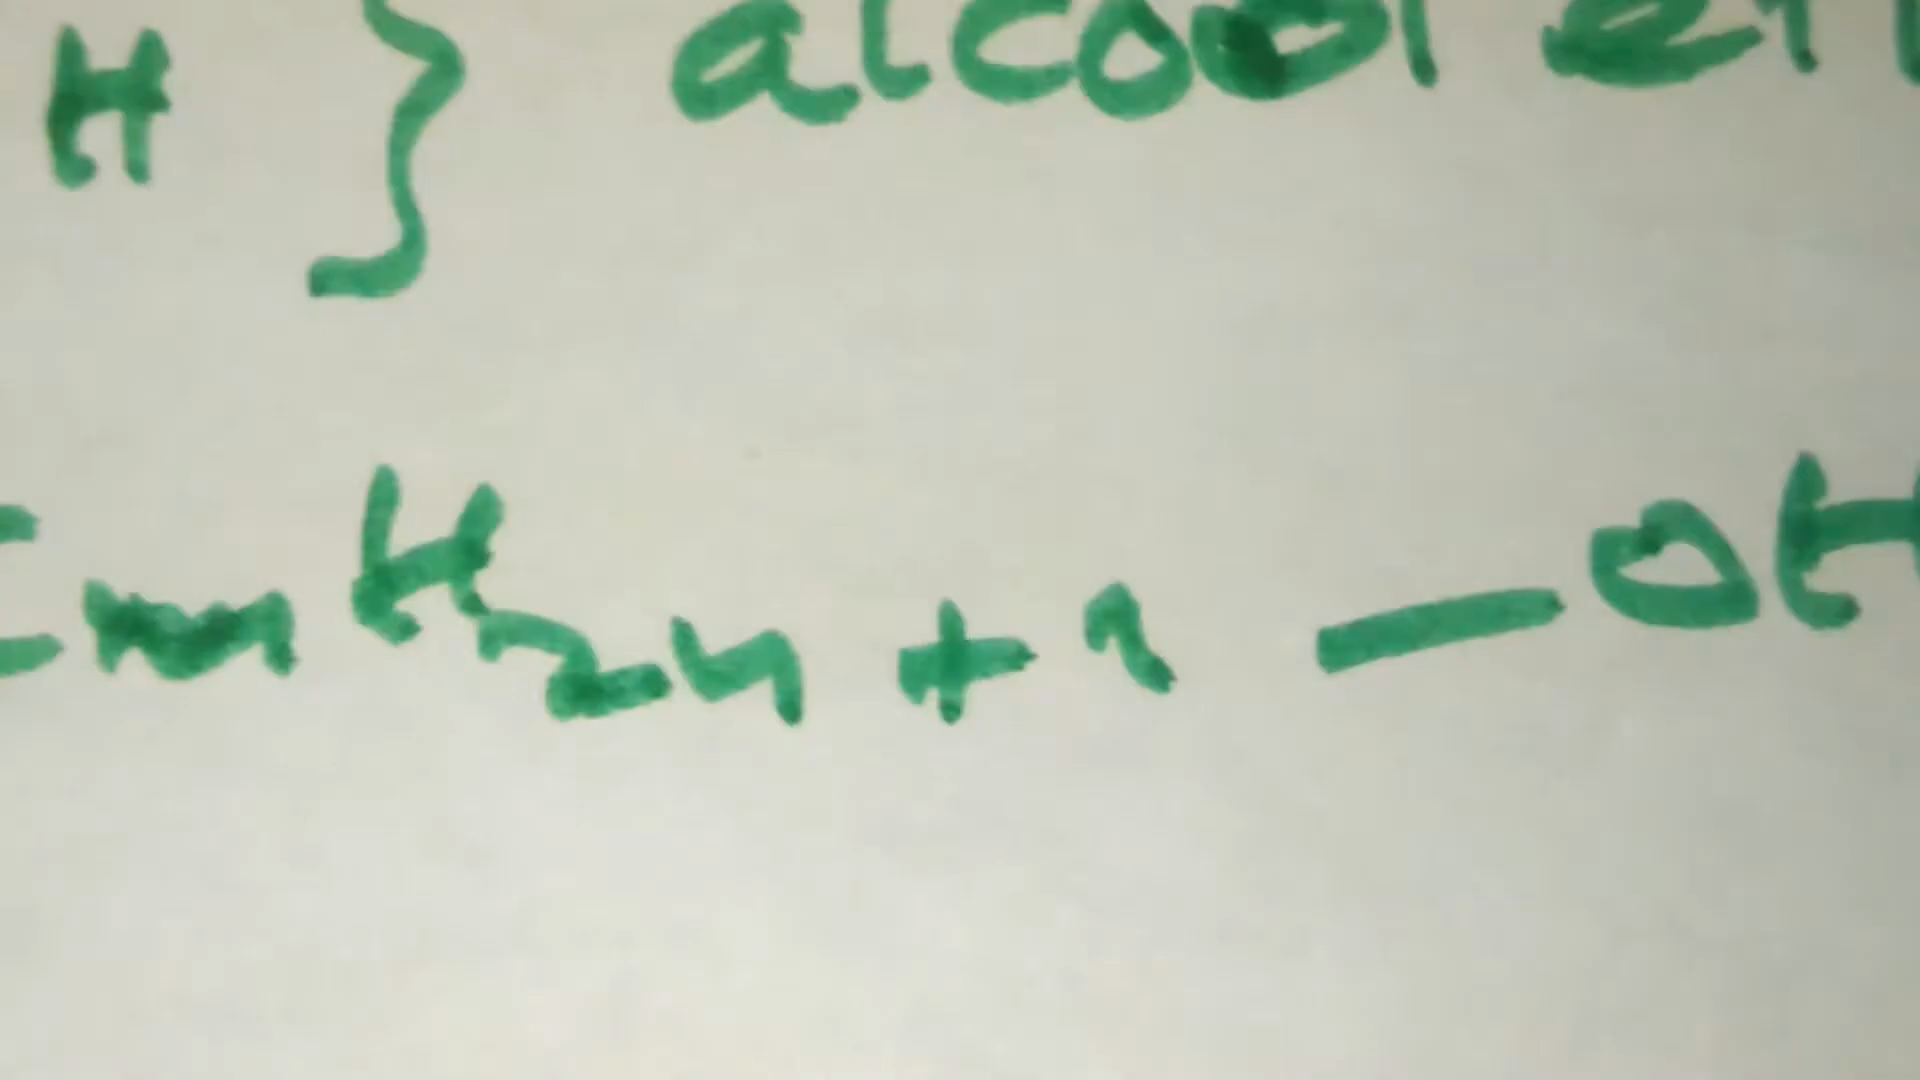 H } alcool
CnH2n+1 — OH